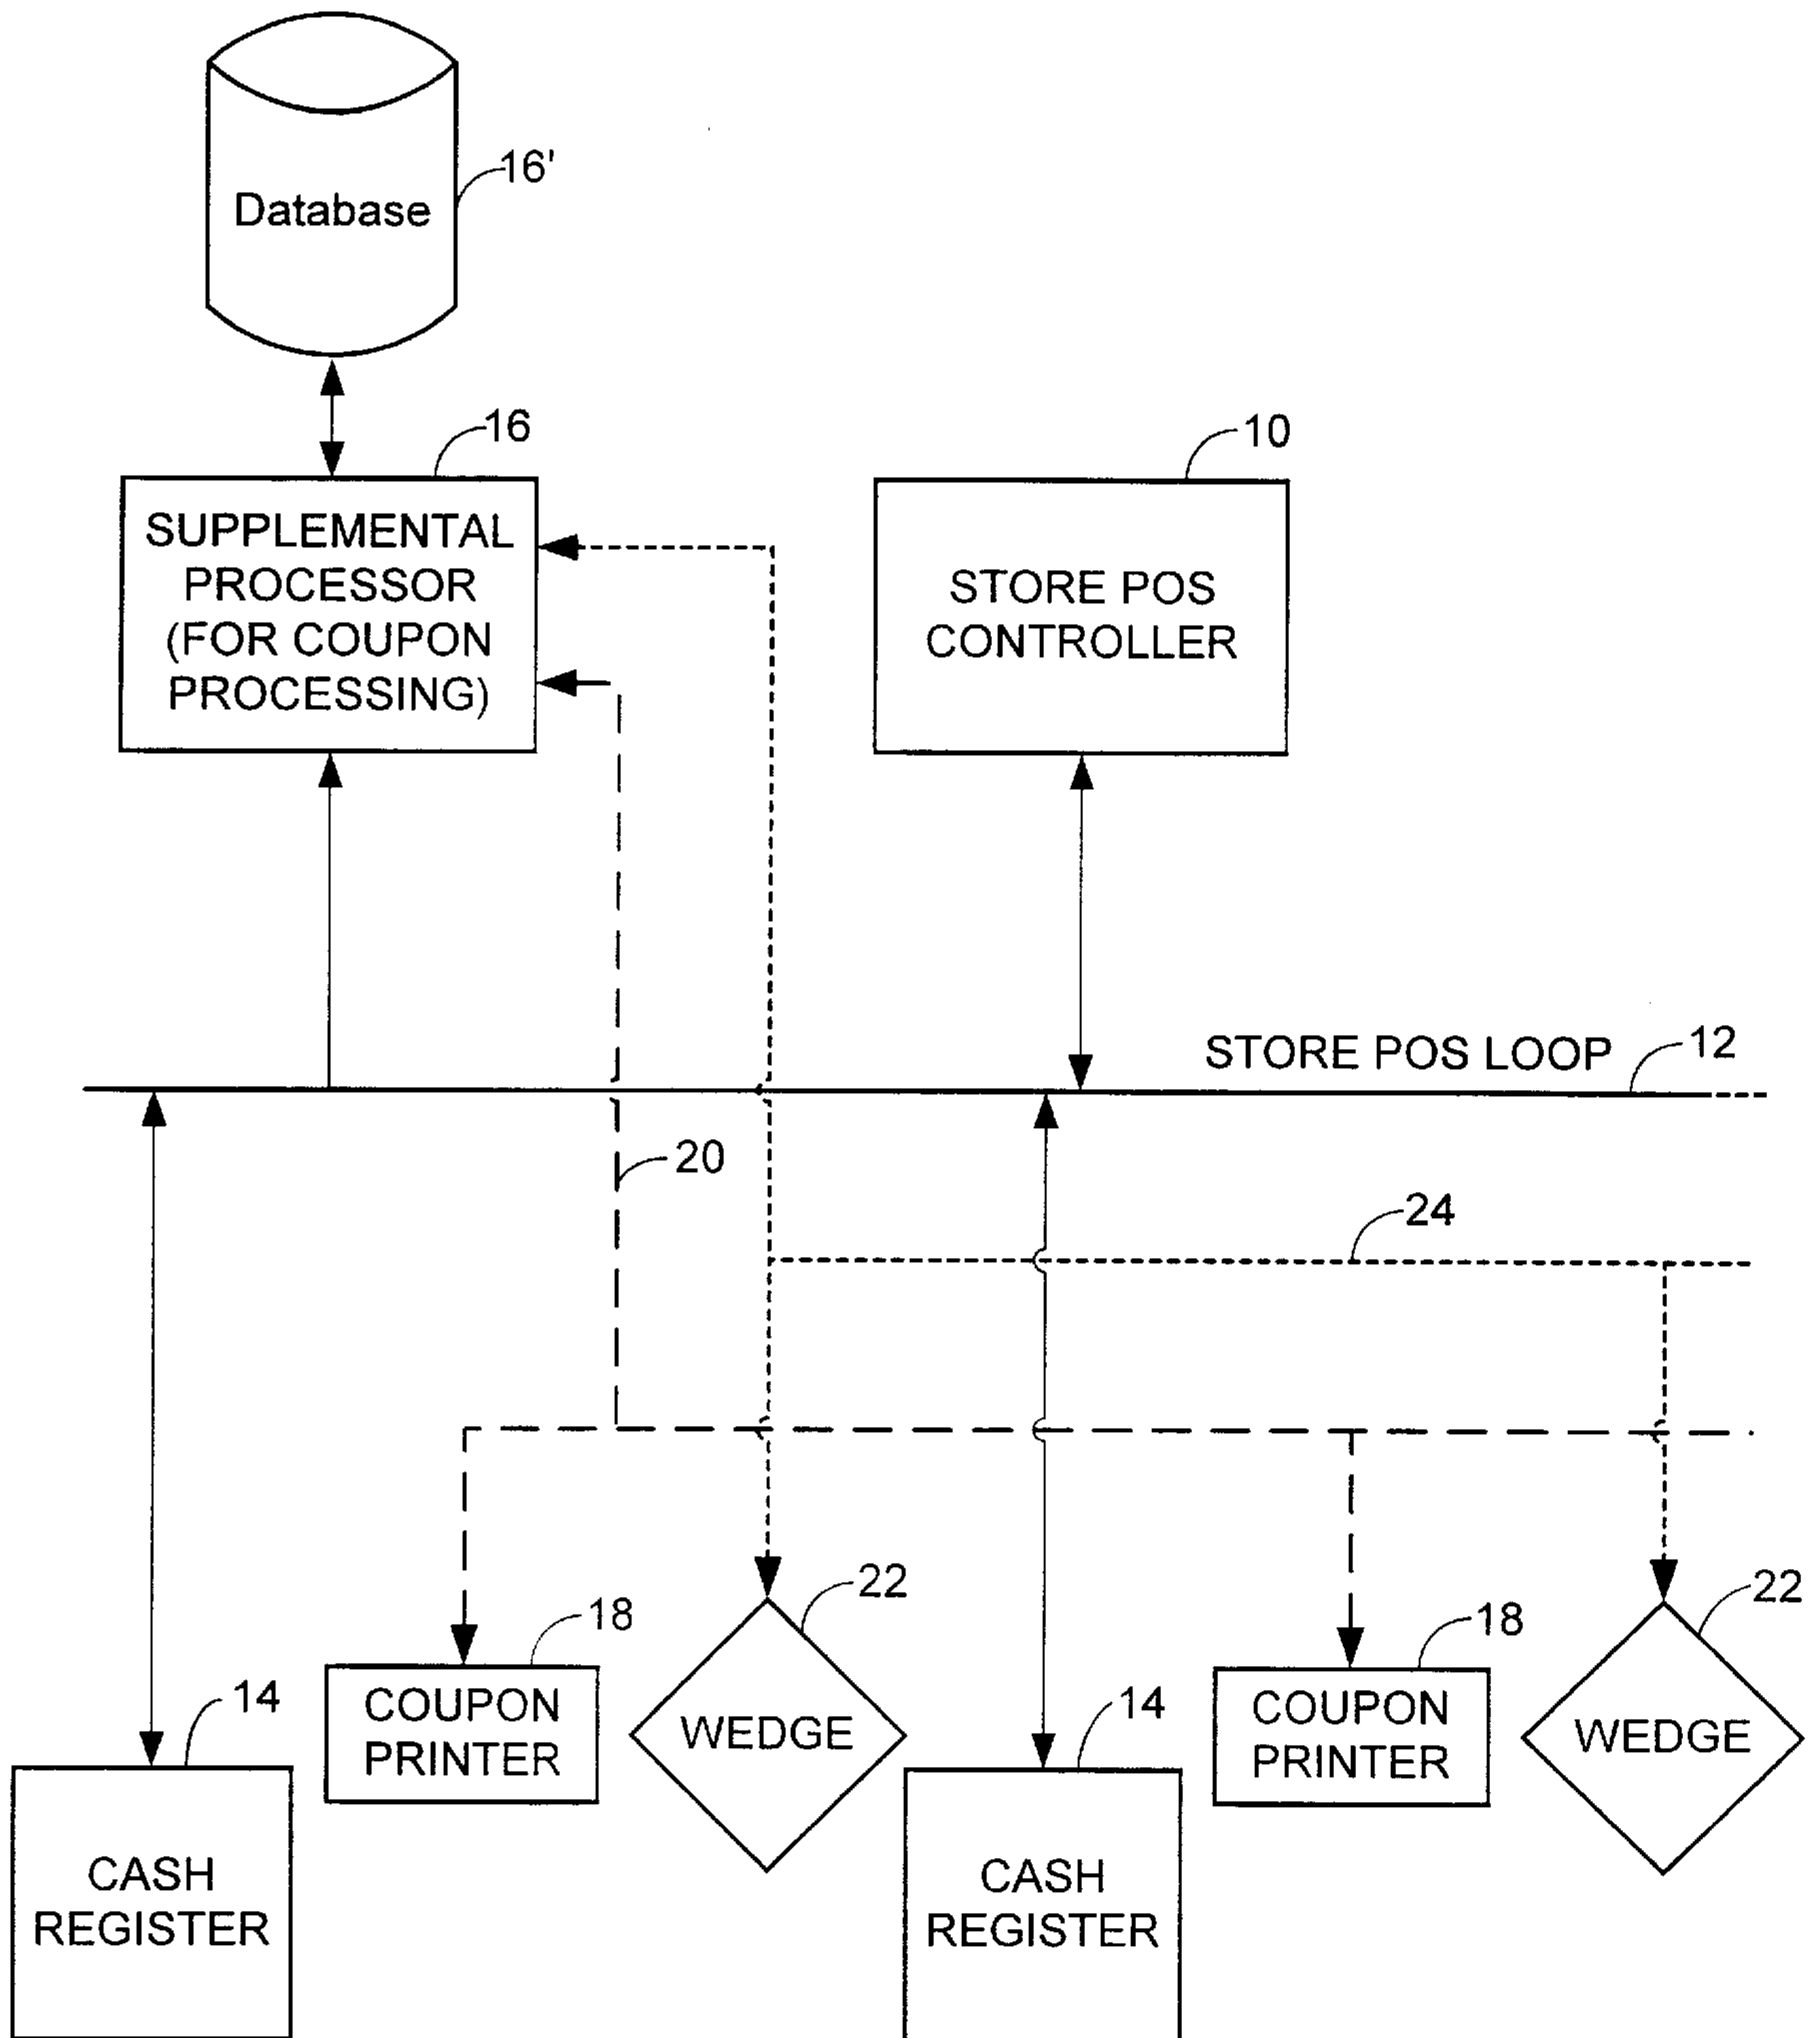 16'
Database
16
10
SUPPLEMENTAL
PROCESSOR
(FOR COUPON
PROCESSING)
STORE POS
CONTROLLER
STORE POS LOOP
12
20
24
22
22
18
18
14
14
COUPON
PRINTER
WEDGE
COUPON
PRINTER
WEDGE
CASH
REGISTER
CASH
REGISTER